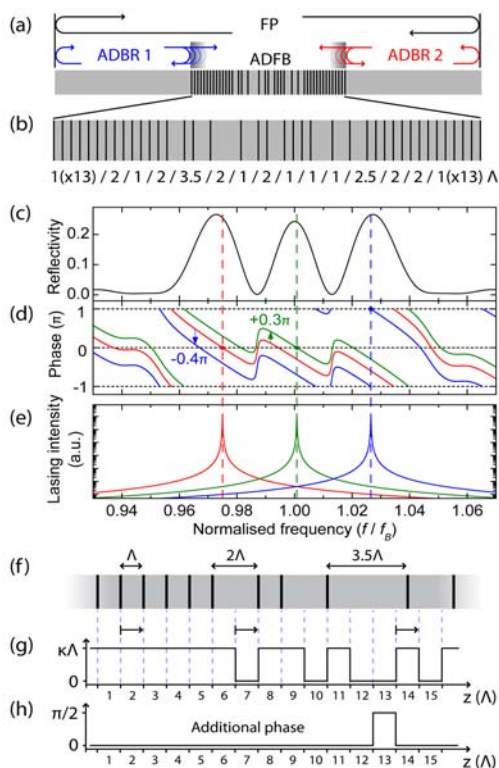 (a)
FP
ADBR 1
ADFB
ADBR 2
(b)
1(x13) / 2 / 1 / 2 / 3.5 / 2 / 1 / 2 / 1 / 1 / 1 / 2.5 / 2 / 2 / 1(x13) Λ
(c)
Reflectivity
0.2
0.0
(d)
Phase (π)
1
0
-1
-0.4π
+0.3π
(e)
Lasing intensity
(a.u.)
0.94 0.96 0.98 1.00 1.02 1.04 1.06
Normalised frequency (f / fB)
(f)
Λ
2Λ
3.5Λ
(g)
κΛ
0
1 2 3 4 5 6 7 8 9 10 11 12 13 14 15 z (Λ)
(h)
π/2
0
Additional phase
1 2 3 4 5 6 7 8 9 10 11 12 13 14 15 z (Λ)